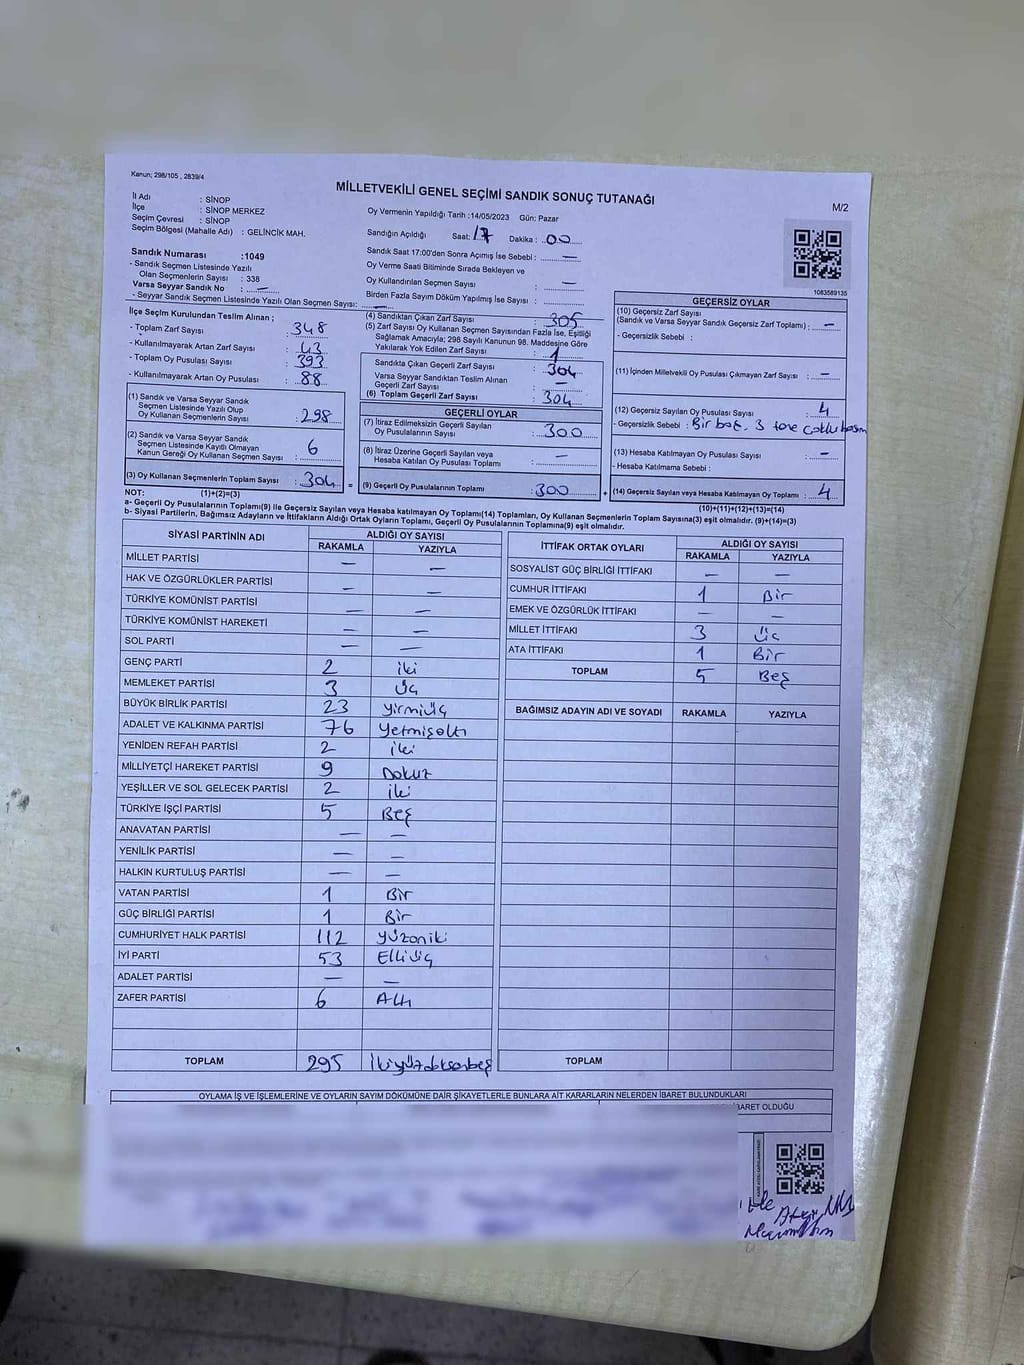 Kanun; 298/105 , 2839/4
MİLLETVEKİLİ GENEL SEÇİMİ SANDIK SONUÇ TUTANAĞI
M/2
İl Adı : SİNOP
İlçe : SİNOP MERKEZ
Seçim Çevresi : SİNOP
Seçim Bölgesi (Mahalle Adı) : GELİNCİK MAH.
Sandık Numarası :1049
- Sandık Seçmen Listesinde Yazılı
Olan Seçmenlerin Sayısı : 338
Varsa Seyyar Sandık No : —
- Seyyar Sandık Seçmen Listesinde Yazılı Olan Seçmen Sayısı: —
Oy Vermenin Yapıldığı Tarih :14/05/2023 Gün: Pazar
Sandığın Açıldığı Saat: 17 Dakika : 00
Sandık Saat 17:00'den Sonra Açımış İse Sebebi : —
Oy Verme Saati Bitiminde Sırada Bekleyen ve
Oy Kullandırılan Seçmen Sayısı : —
Birden Fazla Sayım Döküm Yapılmış İse Sayısı :
1083589135
İlçe Seçim Kurulundan Teslim Alınan ;
- Toplam Zarf Sayısı : 348
- Kullanılmayarak Artan Zarf Sayısı : 43
- Toplam Oy Pusulası Sayısı : 393
- Kullanılmayarak Artan Oy Pusulası : 88
(1) Sandık ve Varsa Seyyar Sandık
Seçmen Listesinde Yazılı Olup
Oy Kullanan Seçmenlerin Sayısı : 298
(2) Sandık ve Varsa Seyyar Sandık
Seçmen Listesinde Kayıtlı Olmayan
Kanun Gereği Oy Kullanan Seçmen Sayısı : 6
(3) Oy Kullanan Seçmenlerin Toplam Sayısı : 304
(4) Sandıktan Çıkan Zarf Sayısı : 305
(5) Zarf Sayısı Oy Kullanan Seçmen Sayısından Fazla İse, Eşitliği
Sağlamak Amacıyla; 298 Sayılı Kanunun 98. Maddesine Göre
Yakılarak Yok Edilen Zarf Sayısı : 1
Sandıkta Çıkan Geçerli Zarf Sayısı : 304
Varsa Seyyar Sandıktan Teslim Alınan
Geçerli Zarf Sayısı : —
(6) Toplam Geçerli Zarf Sayısı : 304
GEÇERLİ OYLAR
(7) İtiraz Edilmeksizin Geçerli Sayılan
Oy Pusulalarının Sayısı : 300
(8) İtiraz Üzerine Geçerli Sayılan veya
Hesaba Katılan Oy Pusulası Toplamı : —
= (9) Geçerli Oy Pusulalarının Toplamı : 300
GEÇERSİZ OYLAR
(10) Geçersiz Zarf Sayısı
(Sandık ve Varsa Seyyar Sandık Geçersiz Zarf Toplamı) : —
- Geçersizlik Sebebi :
(11) İçinden Milletvekili Oy Pusulası Çıkmayan Zarf Sayısı : —
(12) Geçersiz Sayılan Oy Pusulası Sayısı : 4
- Geçersizlik Sebebi : Bir boş. 3 tane
(13) Hesaba Katılmayan Oy Pusulası Sayısı : —
- Hesaba Katılmama Sebebi :
+ (14) Geçersiz Sayılan veya Hesaba Katılmayan Oy Toplamı : 4
NOT: (1)+(2)=(3)
(10)+(11)+(12)+(13)=(14)
a- Geçerli Oy Pusulalarının Toplamı(9) ile Geçersiz Sayılan veya Hesaba Katılmayan Oy Toplamı(14) Toplamları, Oy Kullanan Seçmenlerin Toplam Sayısına(3) eşit olmalıdır. (9)+(14)=(3)
b- Siyasi Partilerin, Bağımsız Adayların ve İttifakların Aldığı Ortak Oyların Toplamı, Geçerli Oy Pusulalarının Toplamına(9) eşit olmalıdır.
SİYASİ PARTİNİN ADI ALDIĞI OY SAYISI
RAKAMLA YAZIYLA
MİLLET PARTİSİ — —
HAK VE ÖZGÜRLÜKLER PARTİSİ — —
TÜRKİYE KOMÜNİST PARTİSİ — —
TÜRKİYE KOMÜNİST HAREKETİ — —
SOL PARTİ — —
GENÇ PARTİ 2 iki
MEMLEKET PARTİSİ 3 üç
BÜYÜK BİRLİK PARTİSİ 23 yirmiüç
ADALET VE KALKINMA PARTİSİ 76 yetmişaltı
YENİDEN REFAH PARTİSİ 2 iki
MİLLİYETÇİ HAREKET PARTİSİ 9 Dokuz
YEŞİLLER VE SOL GELECEK PARTİSİ 2 iki
TÜRKİYE İŞÇİ PARTİSİ 5 Beş
ANAVATAN PARTİSİ — —
YENİLİK PARTİSİ — —
HALKIN KURTULUŞ PARTİSİ — —
VATAN PARTİSİ 1 Bir
GÜÇ BİRLİĞİ PARTİSİ 1 Bir
CUMHURİYET HALK PARTİSİ 112 yüzoniki
İYİ PARTİ 53 Elliüç
ADALET PARTİSİ — —
ZAFER PARTİSİ 6 Altı
TOPLAM 295 ikiyüzdoksanbeş
İTTİFAK ORTAK OYLARI ALDIĞI OY SAYISI
RAKAMLA YAZIYLA
SOSYALİST GÜÇ BİRLİĞİ İTTİFAKI — —
CUMHUR İTTİFAKI 1 Bir
EMEK VE ÖZGÜRLÜK İTTİFAKI — —
MİLLET İTTİFAKI 3 üç
ATA İTTİFAKI 1 Bir
TOPLAM 5 Beş
BAĞIMSIZ ADAYIN ADI VE SOYADI RAKAMLA YAZIYLA
TOPLAM
OYLAMA İŞ VE İŞLEMLERİNE VE OYLARIN SAYIM DÖKÜMÜNE DAİR ŞİKAYETLERLE BUNLARA AİT KARARLARIN NELERDEN İBARET BULUNDUKLARI
BARET OLDUĞU